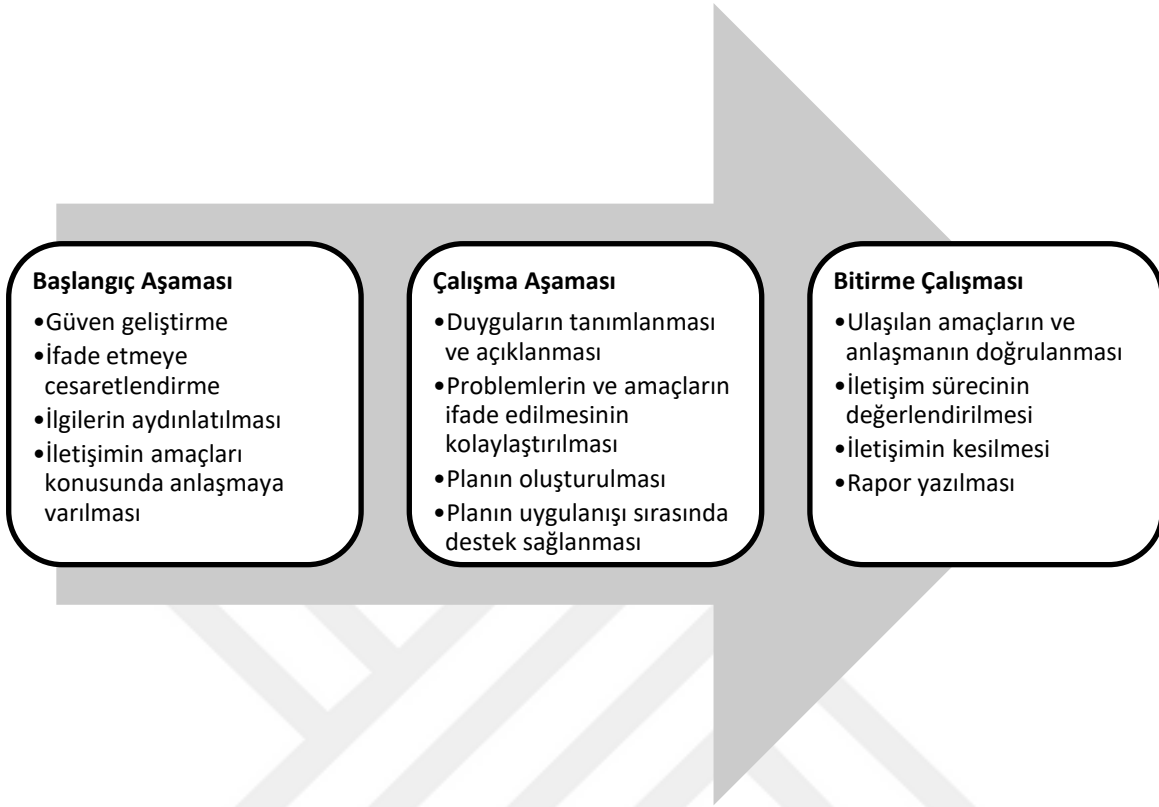 Başlangıç Aşaması
•Güven geliştirme
•İfade etmeye
cesaretlendirme
•İlgilerin aydınlatılması
•İletişimin amaçları
konusunda anlaşmaya
varılması
Çalışma Aşaması
•Duyguların tanımlanması
ve açıklanması
•Problemlerin ve amaçların
ifade edilmesinin
kolaylaştırılması
•Planın oluşturulması
•Planın uygulanışı sırasında
destek sağlanması
Bitirme Çalışması
•Ulaşılan amaçların ve
anlaşmanın doğrulanması
•İletişim sürecinin
değerlendirilmesi
•İletişimin kesilmesi
•Rapor yazılması